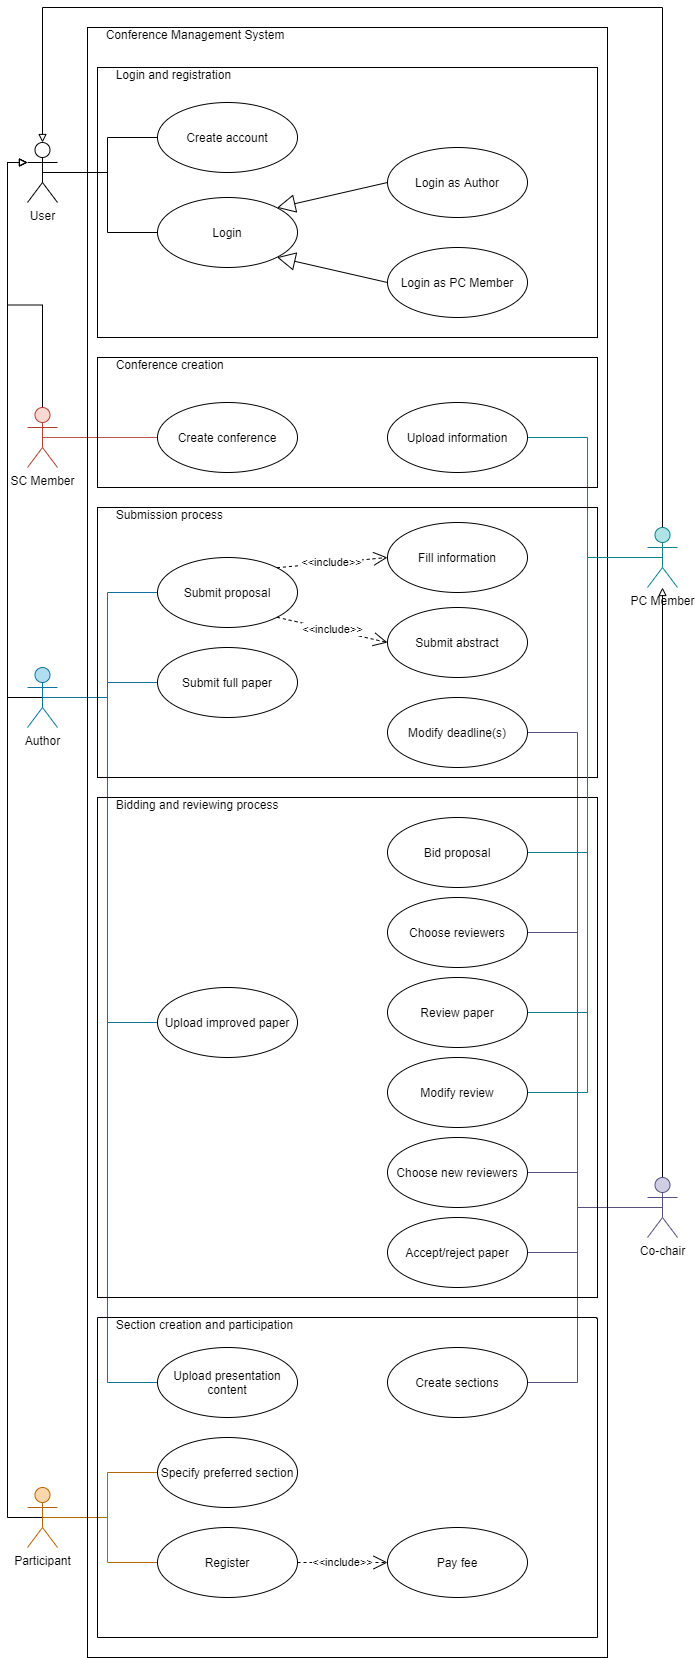 Conference Management System
Login and registration
Create account
Login as Author
User
Login
Login as PC Member
Conference creation
SC Member
Create conference
Upload information
Submission process
Submit proposal
<<include>>
Fill information
<<include>>
Submit abstract
PC Member
Submit full paper
Author
Modify deadline(s)
Bidding and reviewing process
Bid proposal
Choose reviewers
Upload improved paper
Review paper
Modify review
Choose new reviewers
Accept/reject paper
Co-chair
Section creation and participation
Upload presentation
content
Create sections
Specify preferred section
Participant
Register
<<include>>
Pay fee